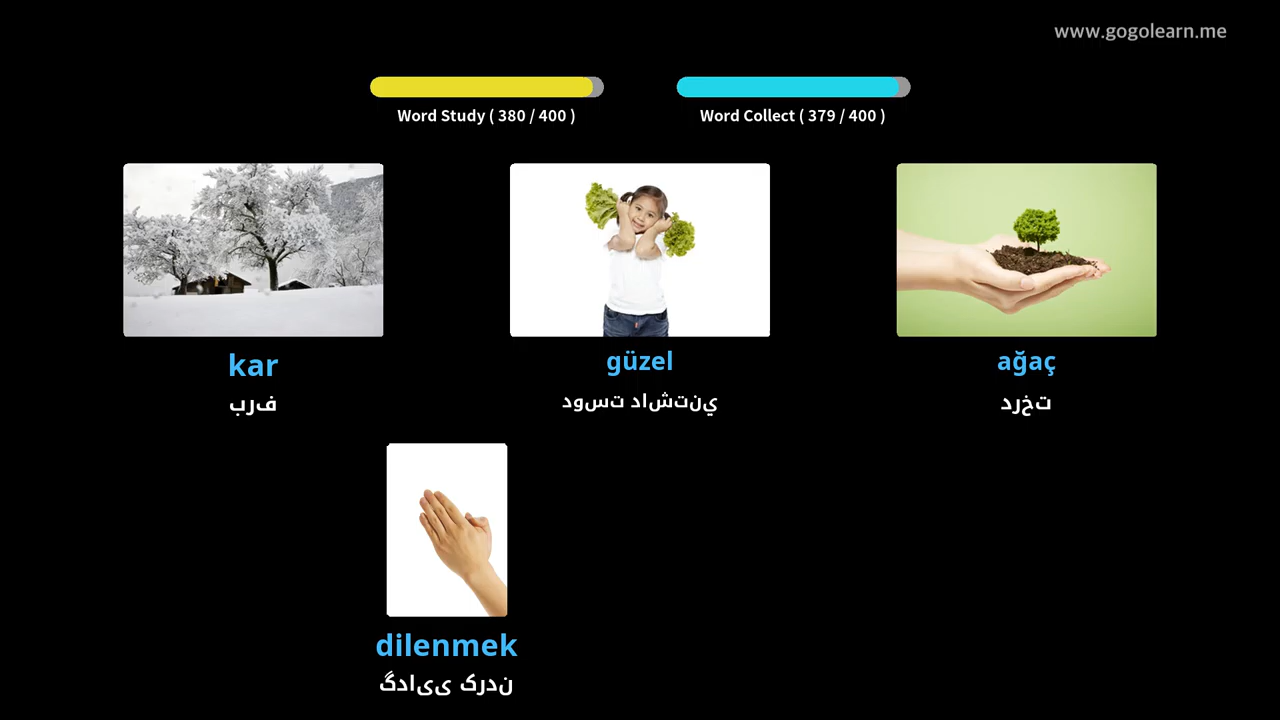 www.gogolearn.me
Word Study ( 380 / 400 )
Word Collect ( 379 / 400 )
kar
güzel
ağaç
فرب
ينتشاد تسود
تخرد
dilenmek
ندرک ییادگ